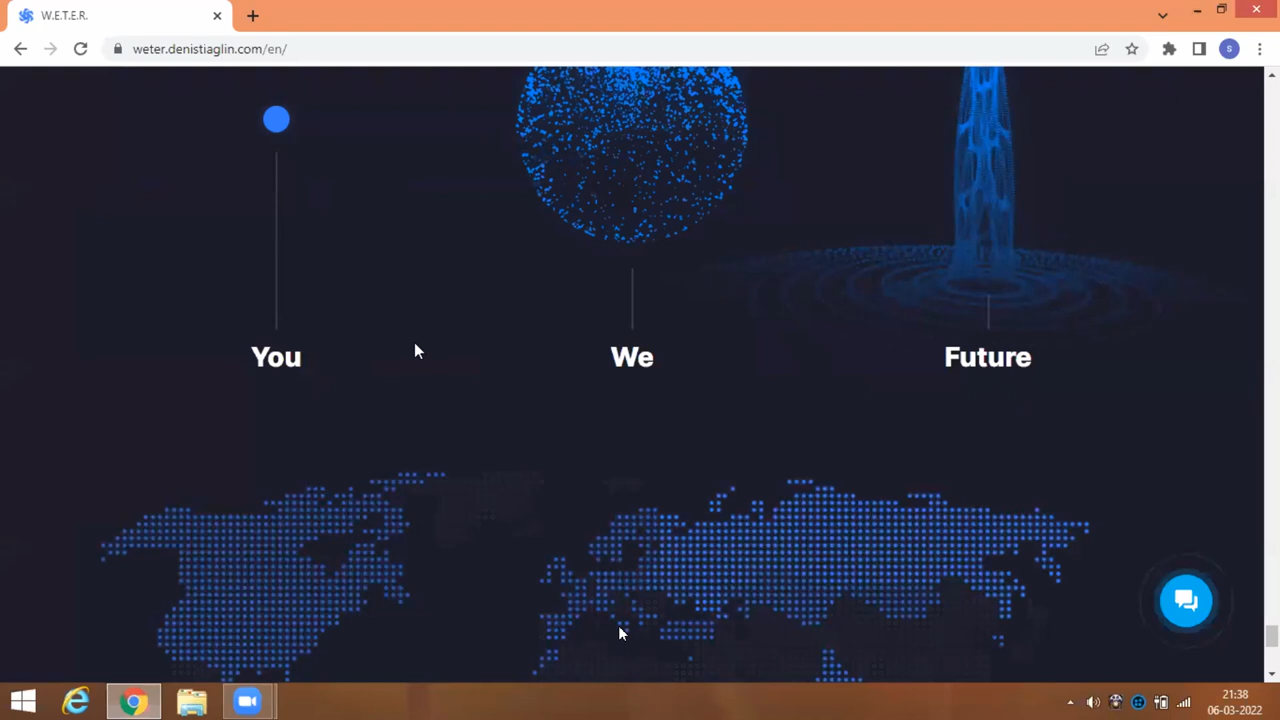 W.E.T.E.R.
weter.denistiaglin.com/en/
S
You
We
Future
21:38
06-03-2022